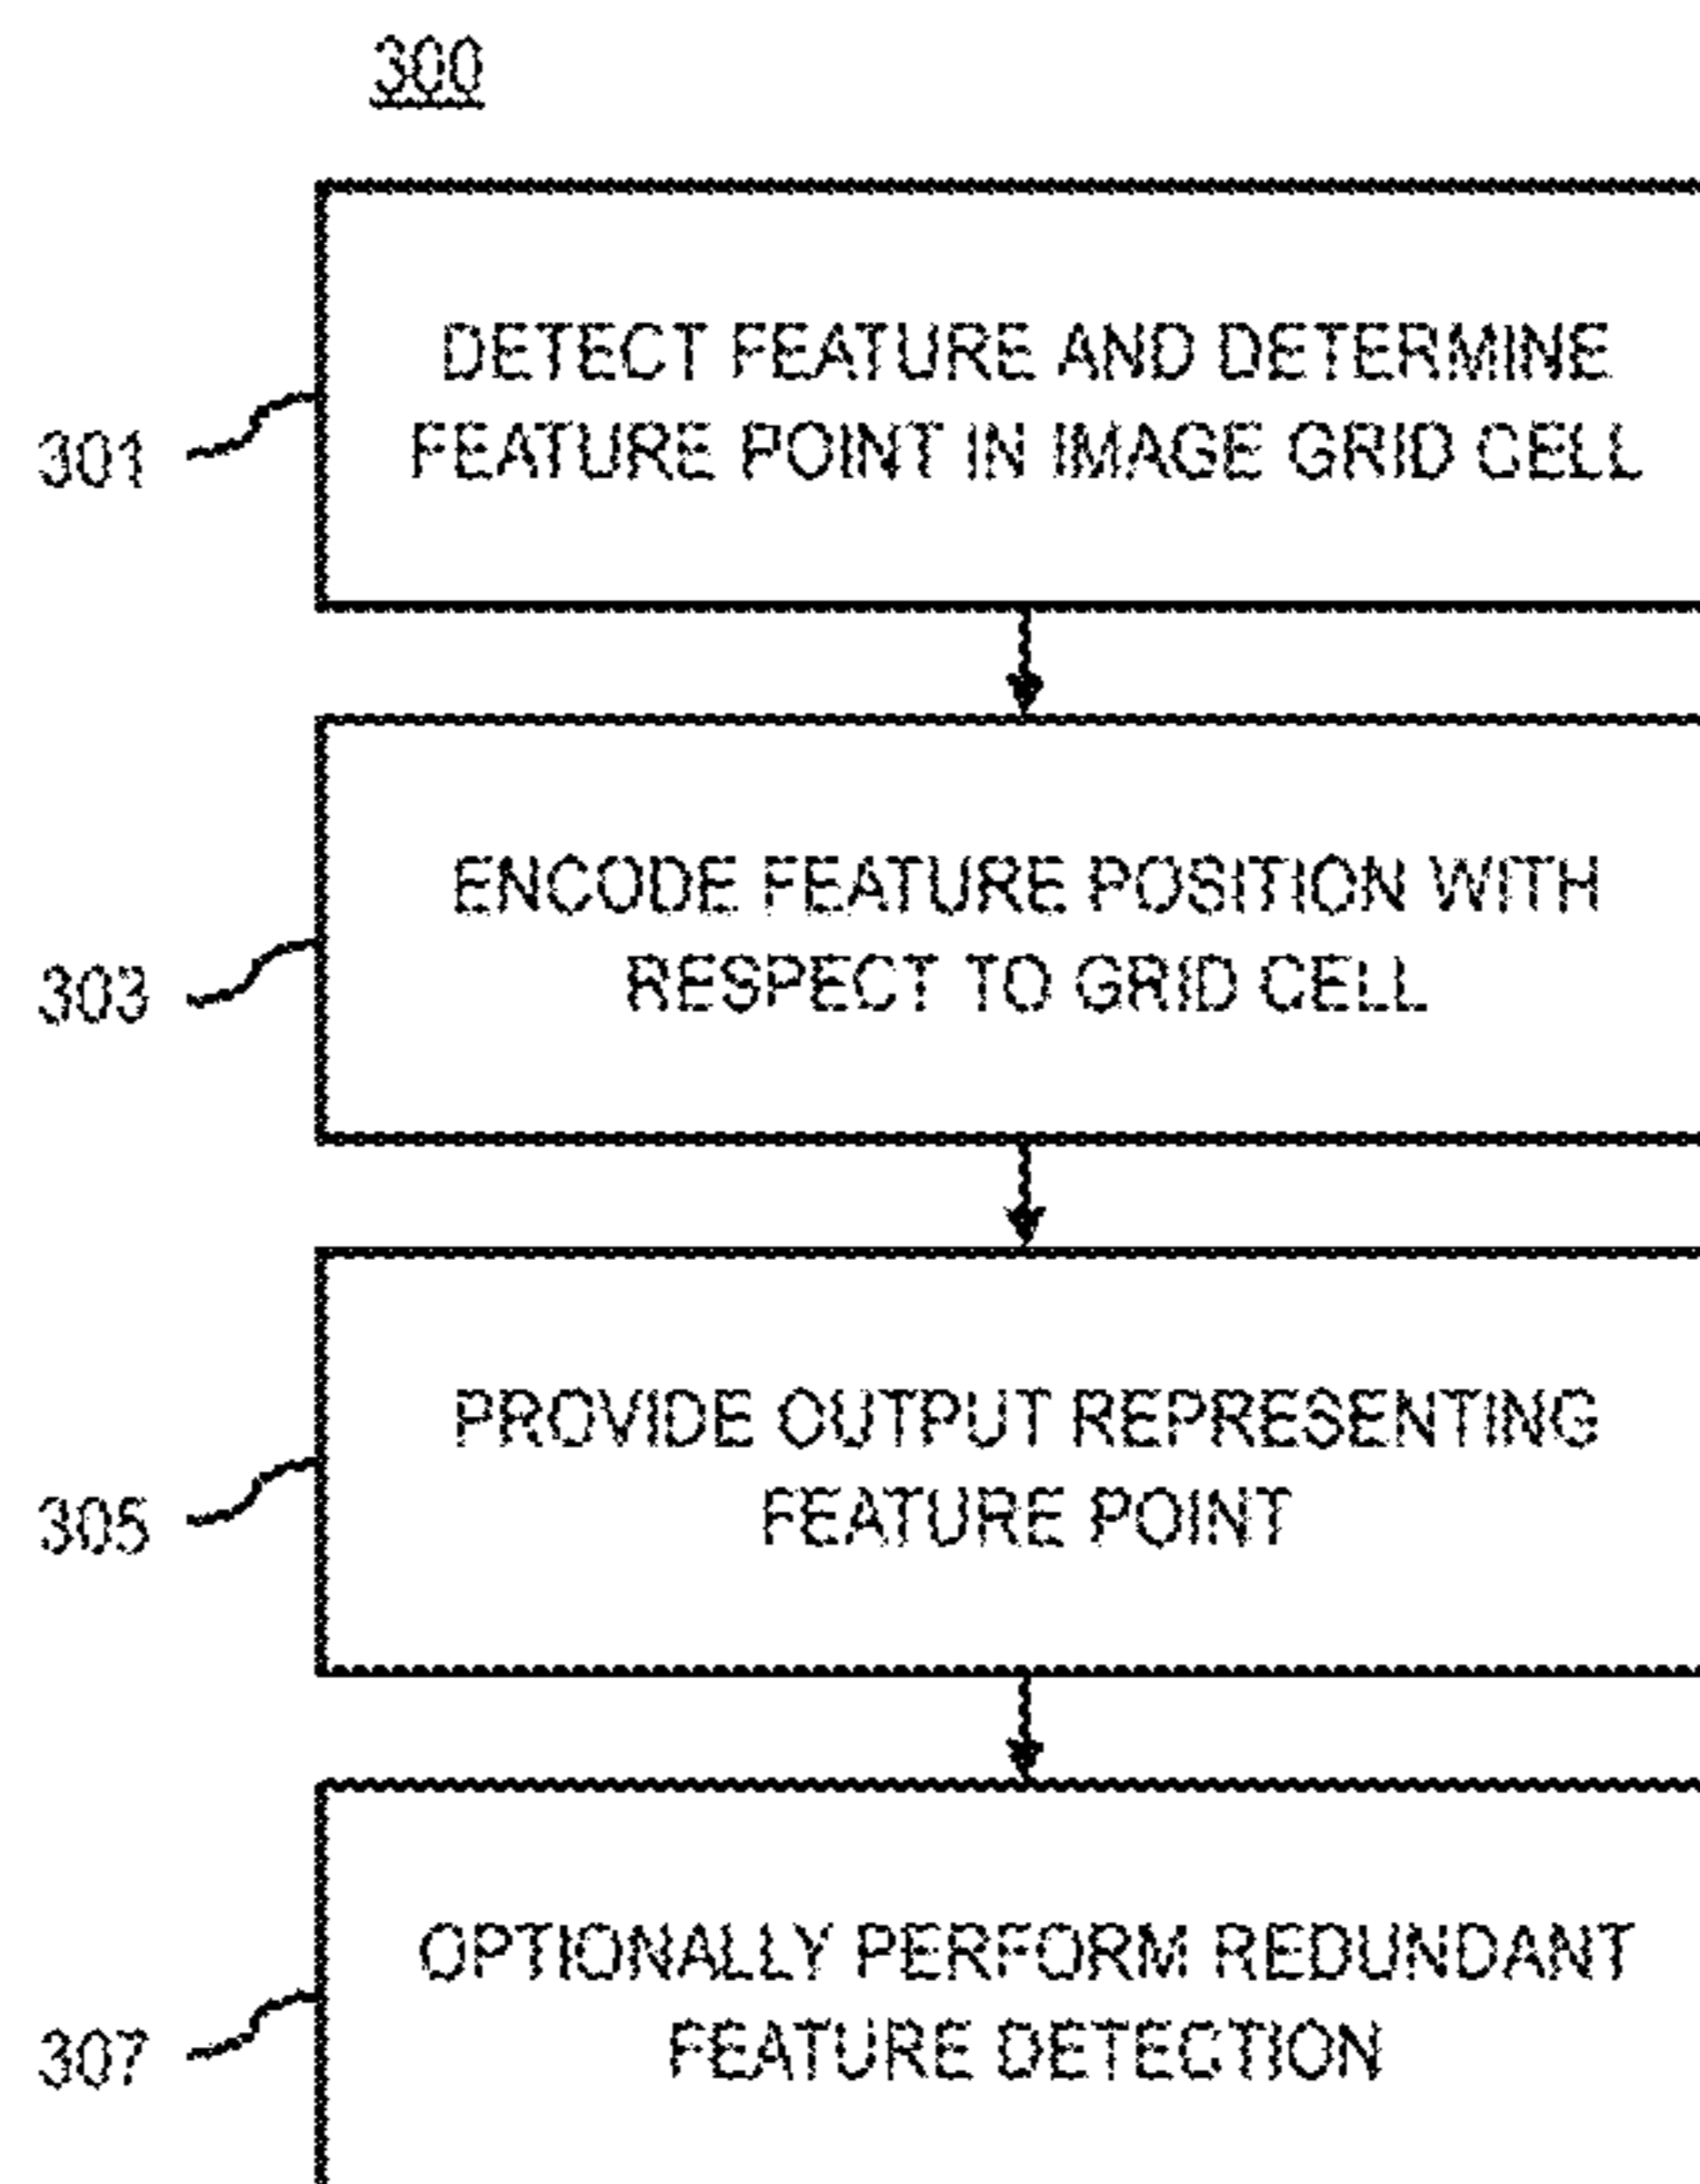 300
DETECT FEATURE AND DETERMINE
FEATURE POINT IN IMAGE GRID CELL
301
ENCODE FEATURE POSITION WITH
RESPECT TO GRID CELL
303
PROVIDE OUTPUT REPRESENTING
FEATURE POINT
305
OPTIONALLY PERFORM REDUNDANT
FEATURE DETECTION
307